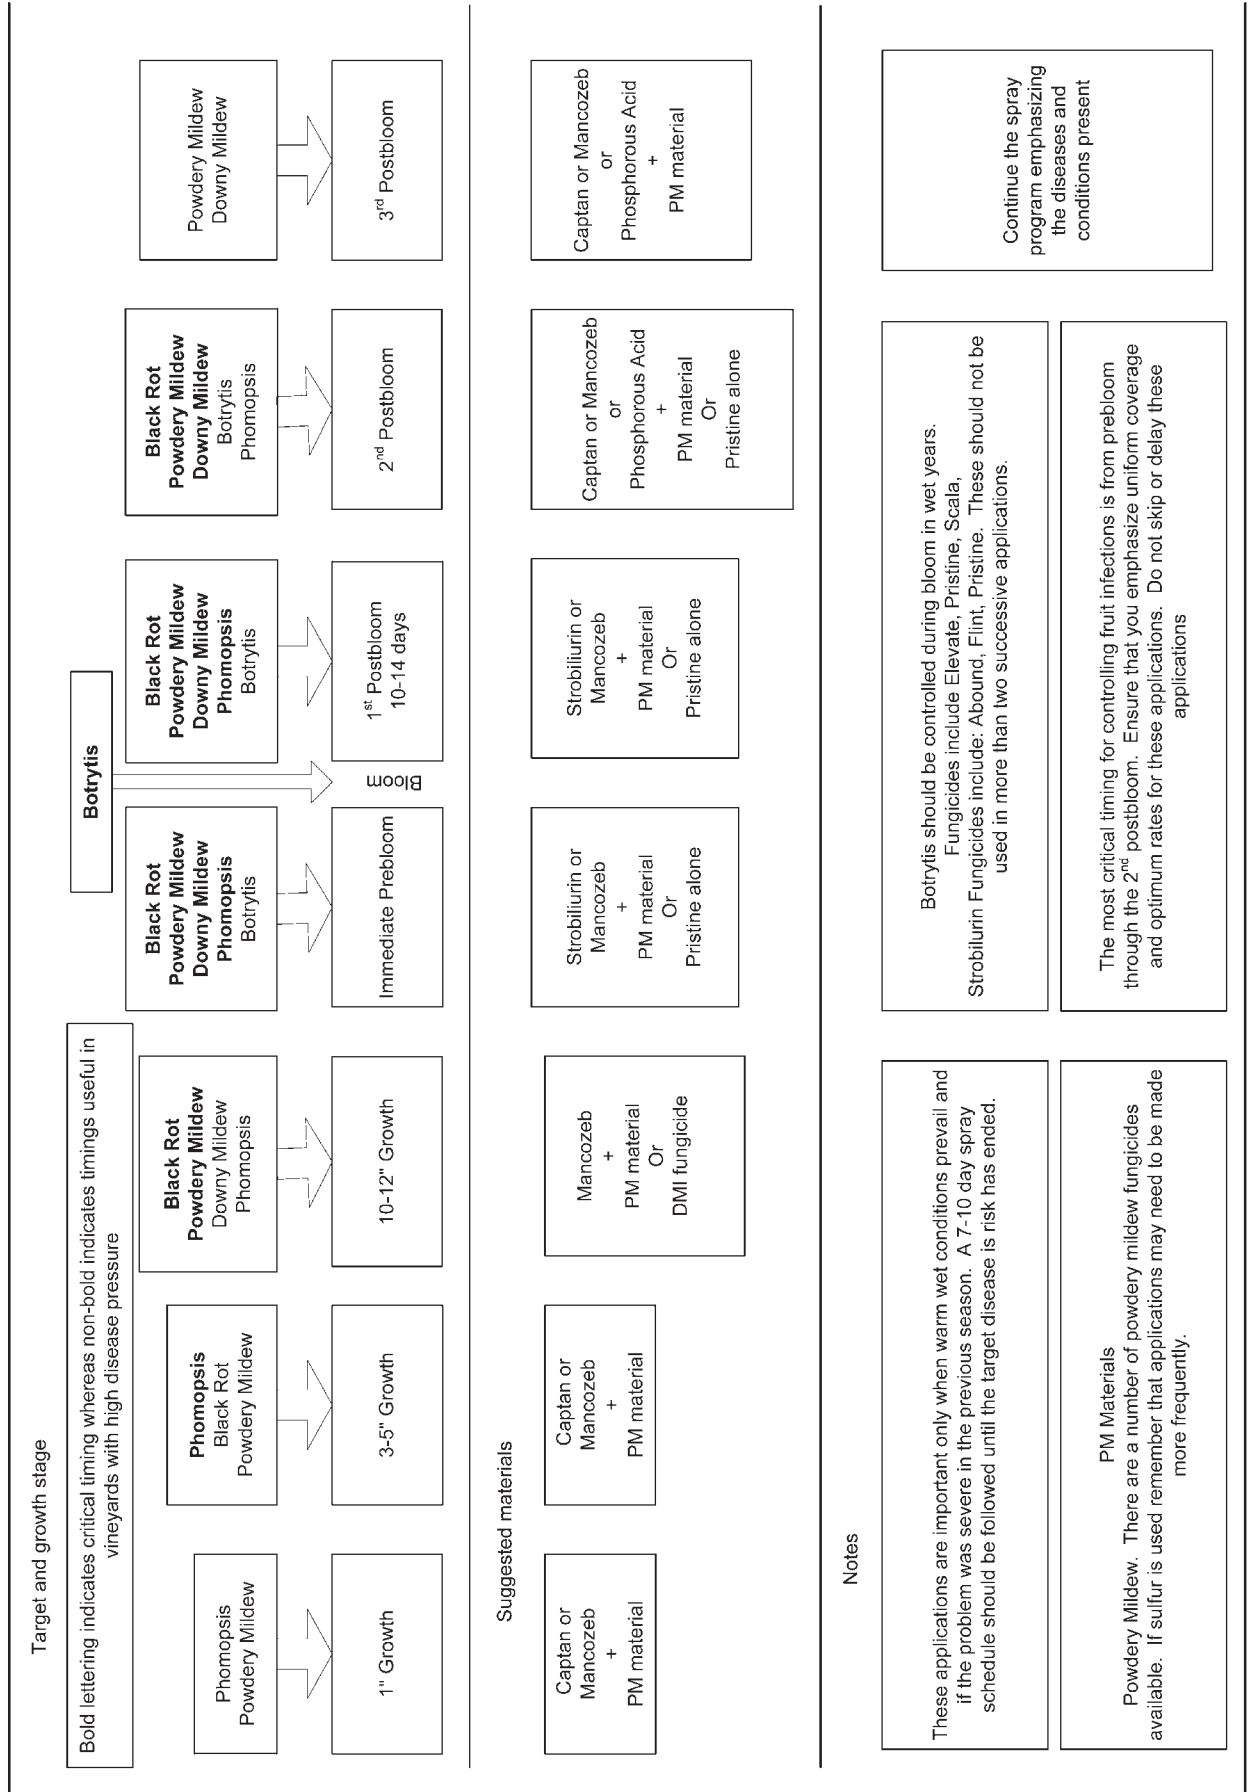 Target and growth stage
Bold lettering indicates critical timing whereas non-bold indicates timings useful in
vineyards with high disease pressure
Botrytis
Phomopsis
Powdery Mildew
Phomopsis
Black Rot
Powdery Mildew
Black Rot
Powdery Mildew
Downy Mildew
Phomopsis
Black Rot
Powdery Mildew
Downy Mildew
Phomopsis
Botrytis
Black Rot
Powdery Mildew
Downy Mildew
Phomopsis
Botrytis
Black Rot
Powdery Mildew
Downy Mildew
Botrytis
Phomopsis
Powdery Mildew
Downy Mildew
1" Growth
3-5" Growth
10-12" Growth
Immediate Prebloom
Bloom
1st Postbloom
10-14 days
2nd Postbloom
3rd Postbloom
Suggested materials
Captan or
Mancozeb
+
PM material
Captan or
Mancozeb
+
PM material
Mancozeb
+
PM material
Or
DMI fungicide
Strobiliurin or
Mancozeb
+
PM material
Or
Pristine alone
Strobiliurin or
Mancozeb
+
PM material
Or
Pristine alone
Captan or Mancozeb
or
Phosphorous Acid
+
PM material
Or
Pristine alone
Captan or Mancozeb
or
Phosphorous Acid
+
PM material
Notes
These applications are important only when warm wet conditions prevail and
if the problem was severe in the previous season. A 7-10 day spray
schedule should be followed until the target disease is risk has ended.
PM Materials
Powdery Mildew. There are a number of powdery mildew fungicides
available. If sulfur is used remember that applications may need to be made
more frequently.
Botrytis should be controlled during bloom in wet years.
Fungicides include Elevate, Pristine, Scala,
Strobilurin Fungicides include: Abound, Flint, Pristine. These should not be
used in more than two successive applications.
The most critical timing for controlling fruit infections is from prebloom
through the 2nd postbloom. Ensure that you emphasize uniform coverage
and optimum rates for these applications. Do not skip or delay these
applications
Continue the spray
program emphasizing
the diseases and
conditions present